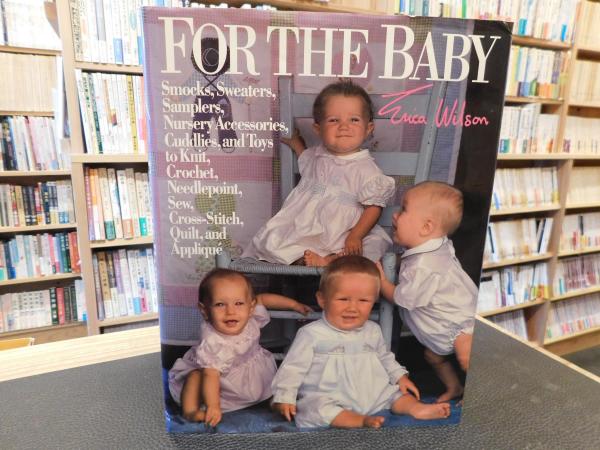 FOR THE BABY
Smocks, Sweaters,
Samplers,
Nursery Accessories,
Cuddlies, and Toys
to Knit,
Crochet,
Needlepoint,
Sew,
Cross-Stitch,
Quilt, and
Appliqué
Erica Wilson